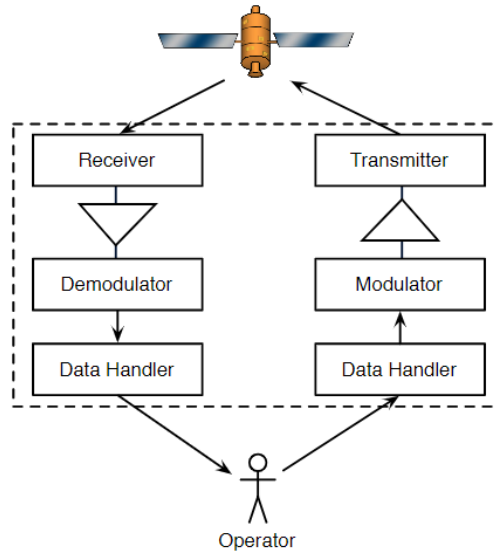 Receiver
Transmitter
Demodulator
Modulator
Data Handler
Data Handler
Operator